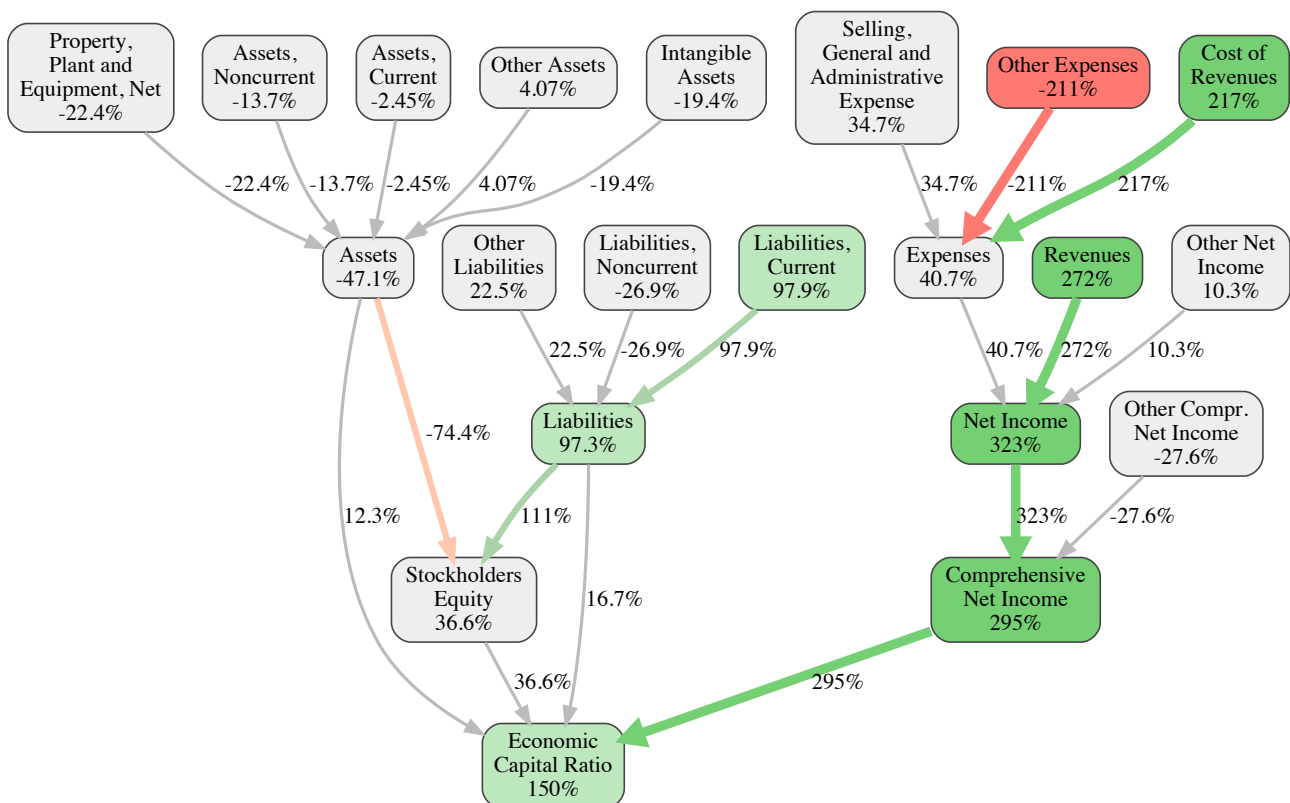 Property,
Plant and
Equipment, Net
-22.4%
Assets,
Noncurrent
-13.7%
Assets,
Current
-2.45%
Other Assets
4.07%
Intangible
Assets
-19.4%
Selling,
General and
Administrative
Expense
34.7%
Other Expenses
-211%
Cost of
Revenues
217%
-22.4%
-13.7%
-2.45%
4.07%
-19.4%
34.7%
-211%
217%
Assets
-47.1%
Other
Liabilities
22.5%
Liabilities,
Noncurrent
-26.9%
Liabilities,
Current
97.9%
Expenses
40.7%
Revenues
272%
Other Net
Income
10.3%
22.5%
-26.9%
97.9%
40.7%
272%
10.3%
-74.4%
Liabilities
97.3%
Net Income
323%
Other Compr.
Net Income
-27.6%
12.3%
111%
323%
-27.6%
Stockholders
Equity
36.6%
16.7%
Comprehensive
Net Income
295%
36.6%
295%
Economic
Capital Ratio
150%